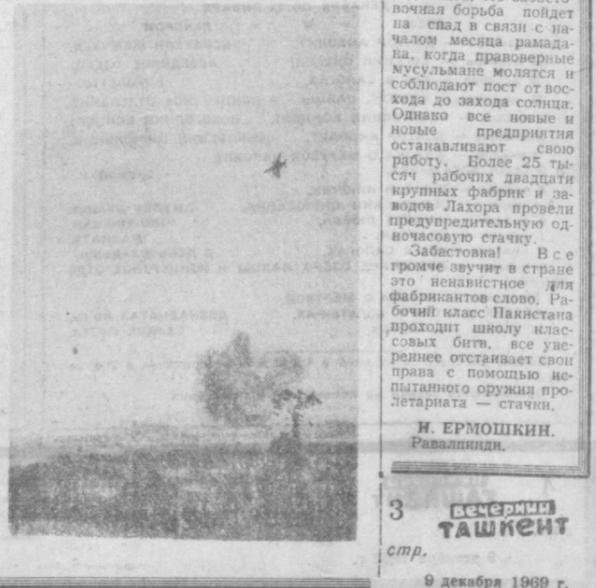 вочная борьба пойдет
на спад в связи с на-
чалом месяца рамада-
на, когда правоверные
мусульмане молятся и
соблюдают пост от вос-
хода до захода солнца.
Однако все новые и
новые предприятия
останавливают свою
работу. Более 25 ты-
сяч рабочих двадцати
крупных фабрик и за-
водов Лахора провели
предупредительную од-
ночасовую стачку.
Забастовка! Все
громче звучит в стране
это ненавистное для
фабрикантов слово. Ра-
бочий класс Пакистана
проходит школу клас-
совых битв, все уве-
реннее отстаивает свои
права с помощью ис-
пытанного оружия про-
летариата — стачки.
И. ЕРМОШКИН.
Равалпинди.
3
стр.
вечерний
ТАШКЕНТ
9 декабря 1969 г.